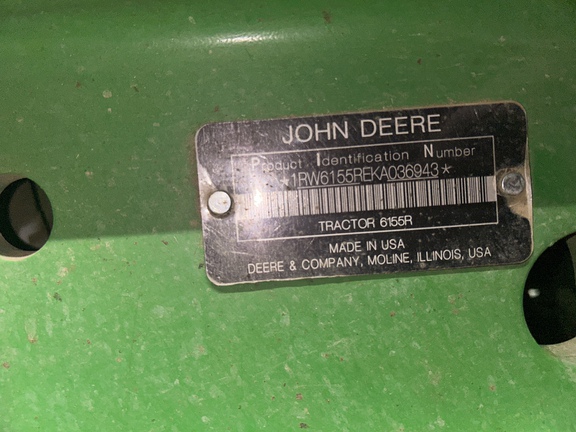 JOHN DEERE
Product Identification Number
*1RW6155REKA036943*
TRACTOR 6155R
MADE IN USA
DEERE & COMPANY, MOLINE, ILLINOIS, USA